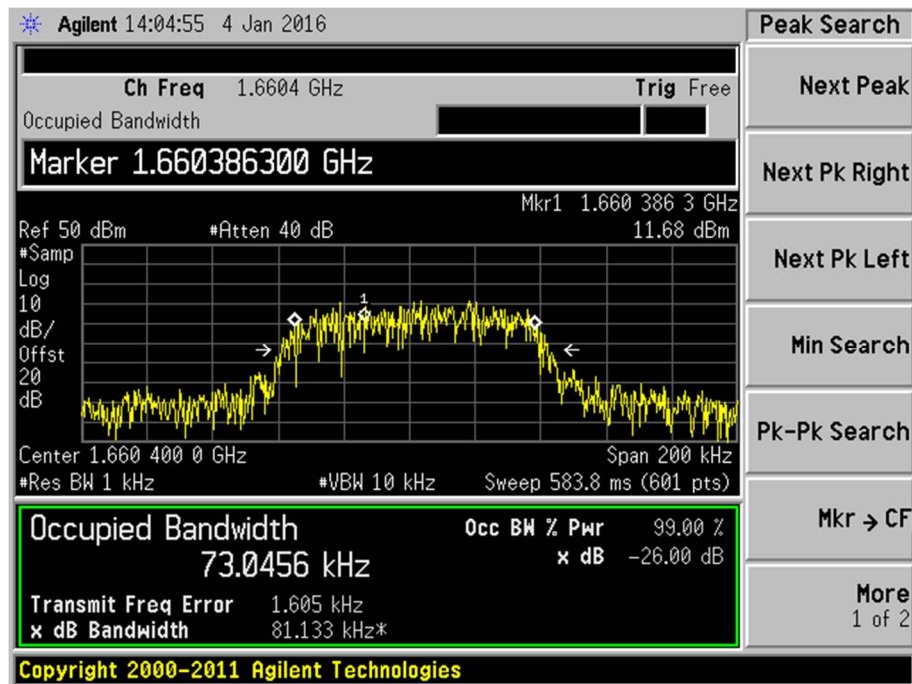 Agilent 14:04:55 4 Jan 2016
Peak Search
Ch Freq 1.6604 GHz
Trig Free
Occupied Bandwidth
Marker 1.660386300 GHz
Mkr1 1.660 386 3 GHz
Ref 50 dBm #Atten 40 dB 11.68 dBm
#Samp
Log
10
dB/
Offst
20
dB
1
Center 1.660 400 0 GHz Span 200 kHz
#Res BW 1 kHz #VBW 10 kHz Sweep 583.8 ms (601 pts)
Occupied Bandwidth
73.0456 kHz
Occ BW % Pwr 99.00 %
x dB -26.00 dB
Transmit Freq Error 1.605 kHz
x dB Bandwidth 81.133 kHz*
Next Peak
Next Pk Right
Next Pk Left
Min Search
Pk-Pk Search
Mkr → CF
More
1 of 2
Copyright 2000-2011 Agilent Technologies